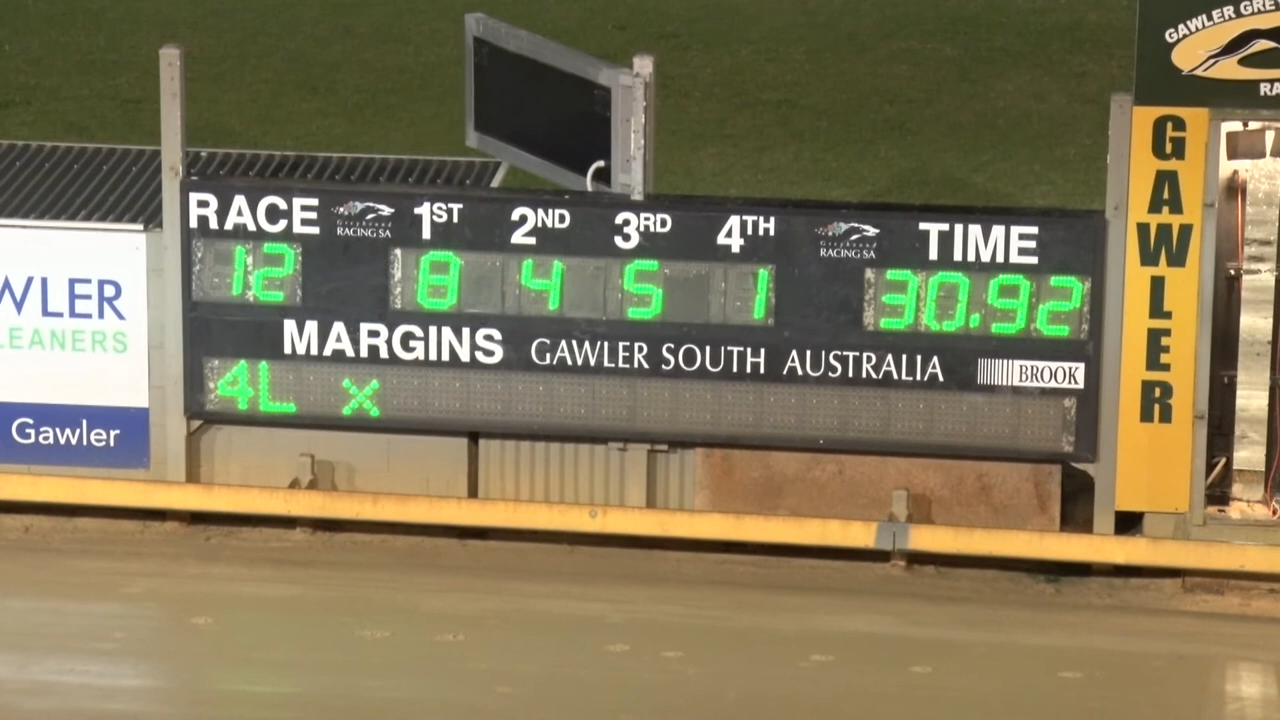 GAWLER GREY
RA
GAWLER
RACE 1ST 2ND 3RD 4TH TIME
Greyhound RACING SA
Greyhound RACING SA
12 8 4 5 1 30.92
MARGINS GAWLER SOUTH AUSTRALIA BROOK
4L x
WLER
LEANERS
Gawler